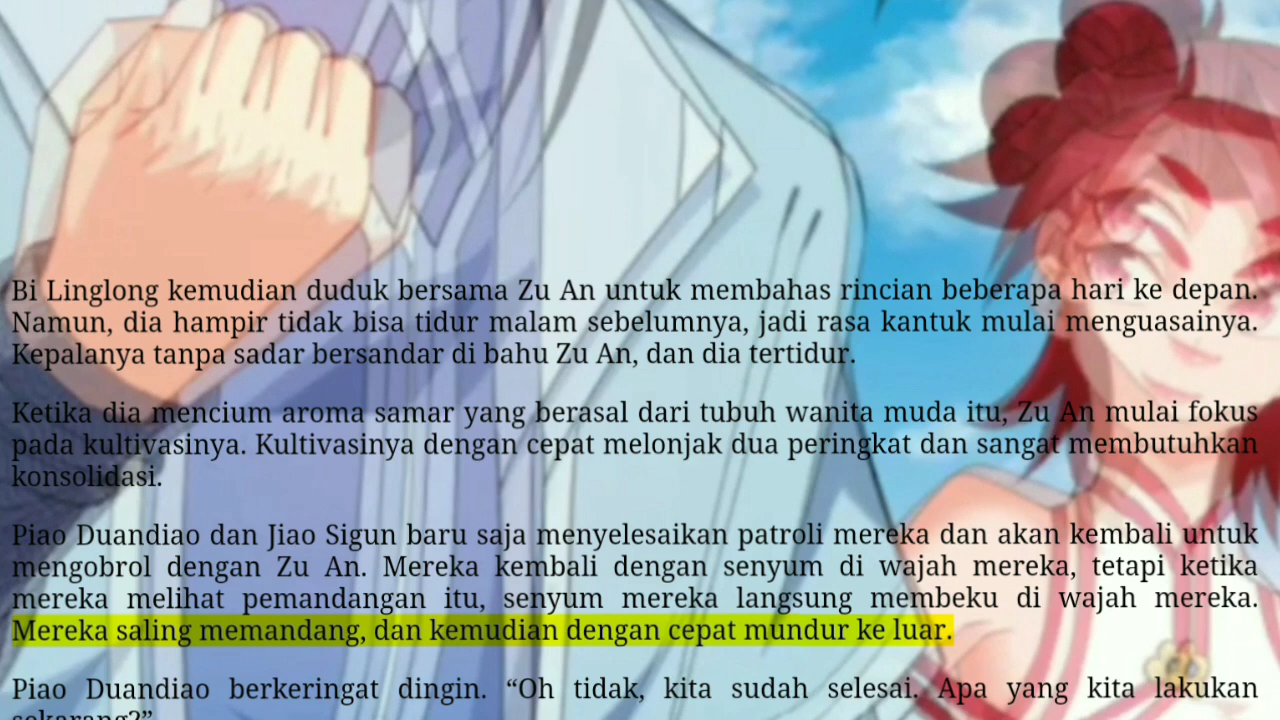 Bi Linglong kemudian duduk bersama Zu An untuk membahas rincian beberapa hari ke depan.
Namun, dia hampir tidak bisa tidur malam sebelumnya, jadi rasa kantuk mulai menguasainya.
Kepalanya tanpa sadar bersandar di bahu Zu An, dan dia tertidur.
Ketika dia mencium aroma samar yang berasal dari tubuh wanita muda itu, Zu An mulai fokus
pada kultivasinya. Kultivasinya dengan cepat melonjak dua peringkat dan sangat membutuhkan
konsolidasi.
Piao Duandiao dan Jiao Sigun baru saja menyelesaikan patroli mereka dan akan kembali untuk
mengobrol dengan Zu An. Mereka kembali dengan senyum di wajah mereka, tetapi ketika
mereka melihat pemandangan itu, senyum mereka langsung membeku di wajah mereka.
Mereka saling memandang, dan kemudian dengan cepat mundur ke luar.
Piao Duandiao berkeringat dingin. “Oh tidak, kita sudah selesai. Apa yang kita lakukan
sekarang?”